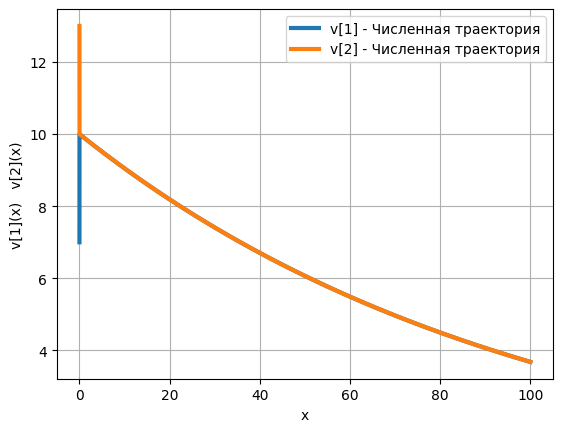 v[1] - Численная траектория
v[2] - Численная траектория
12
10
8
6
4
v[1](x) v[2](x)
0 20 40 60 80 100
x